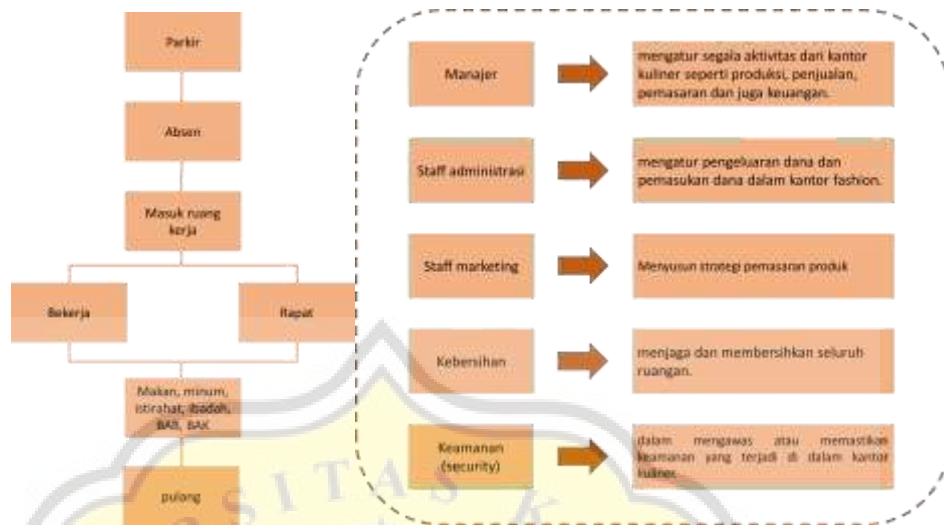 Parkir
Absen
Masuk ruang
kerja
Bekerja
Rapat
Makan, minum,
istirahat, ibadah,
BAB, BAK
pulang
Manajer
mengatur segala aktivitas dari kantor
kuliner seperti produksi, penjualan,
pemasaran dan juga keuangan.
Staff administrasi
mengatur pengeluaran dana dan
pemasukan dana dalam kantor fashion.
Staff marketing
Menyusun strategi pemasaran produk
Kebersihan
menjaga dan membersihkan seluruh
ruangan.
Keamanan
(security)
dalam mengawas atau memastikan
keamanan yang terjadi di dalam kantor
kuliner.
SITAS K